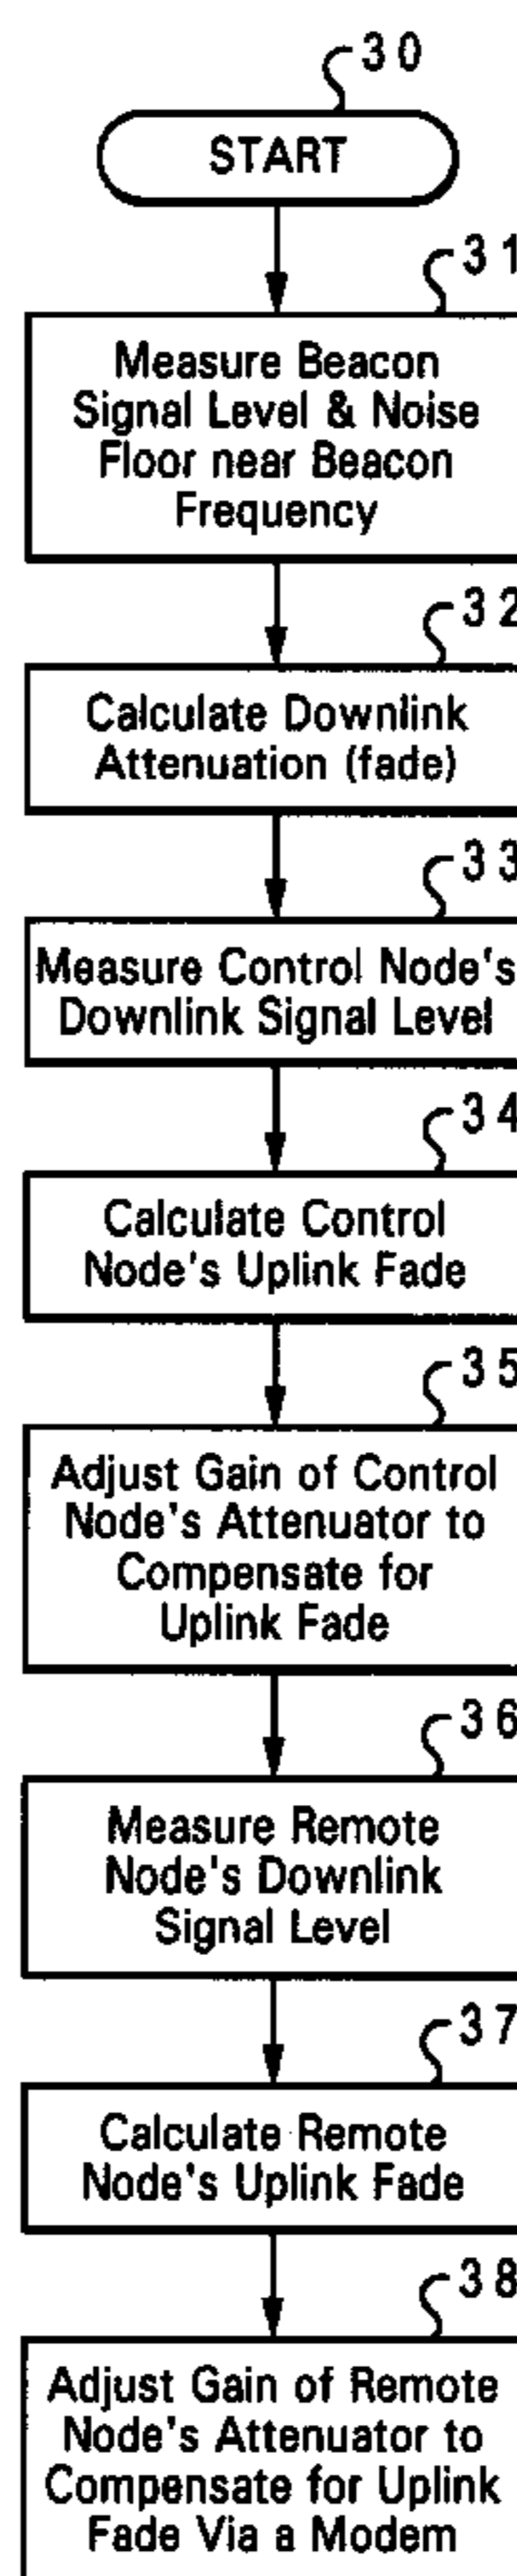 30
START
31
Measure Beacon
Signal Level & Noise
Floor near Beacon
Frequency
32
Calculate Downlink
Attenuation (fade)
33
Measure Control Node's
Downlink Signal Level
34
Calculate Control
Node's Uplink Fade
35
Adjust Gain of Control
Node's Attenuator to
Compensate for
Uplink Fade
36
Measure Remote
Node's Downlink
Signal Level
37
Calculate Remote
Node's Uplink Fade
38
Adjust Gain of Remote
Node's Attenuator to
Compensate for Uplink
Fade Via a Modem